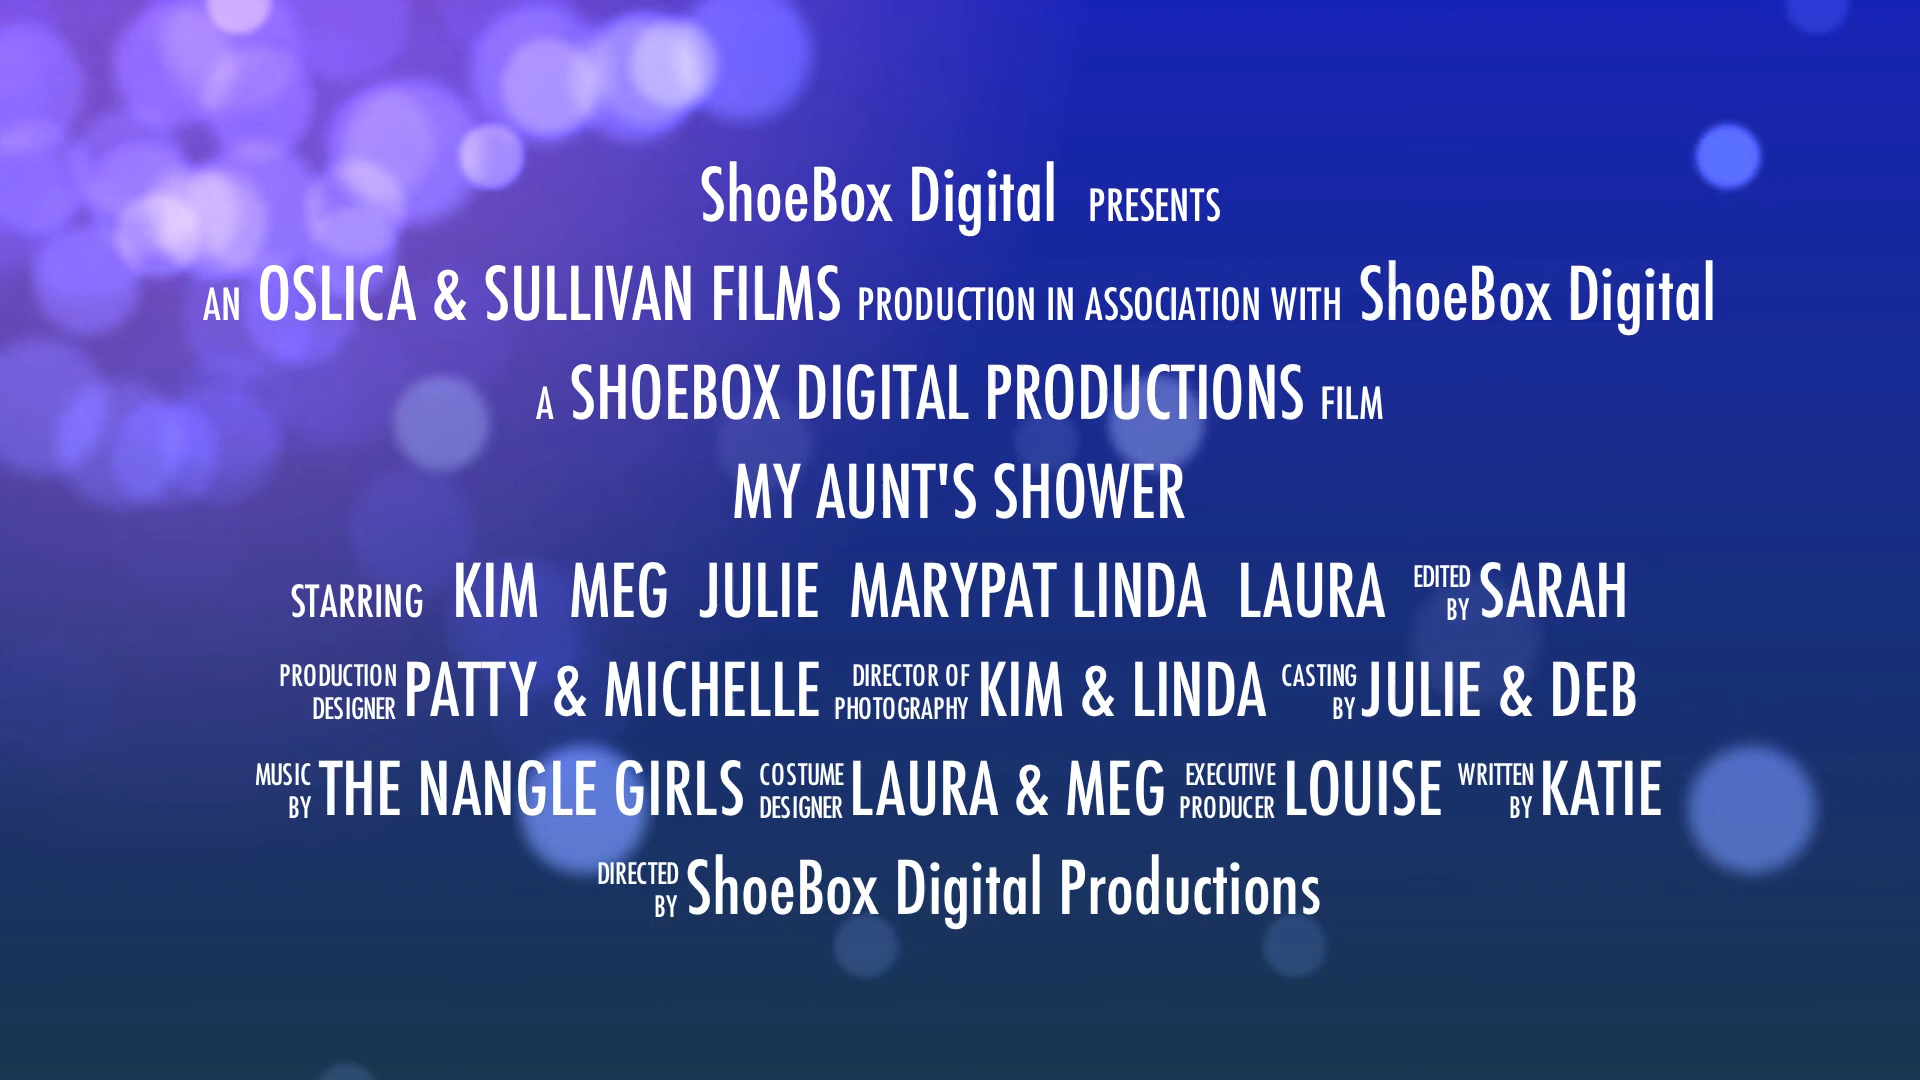 ShoeBox Digital PRESENTS
AN OSLICA & SULLIVAN FILMS PRODUCTION IN ASSOCIATION WITH ShoeBox Digital
A SHOEBOX DIGITAL PRODUCTIONS FILM
MY AUNT'S SHOWER
STARRING KIM MEG JULIE MARYPAT LINDA LAURA EDITED BY SARAH
PRODUCTION DESIGNER PATTY & MICHELLE DIRECTOR OF PHOTOGRAPHY KIM & LINDA CASTING BY JULIE & DEB
MUSIC BY THE NANGLE GIRLS COSTUME DESIGNER LAURA & MEG EXECUTIVE PRODUCER LOUISE WRITTEN BY KATIE
DIRECTED BY ShoeBox Digital Productions